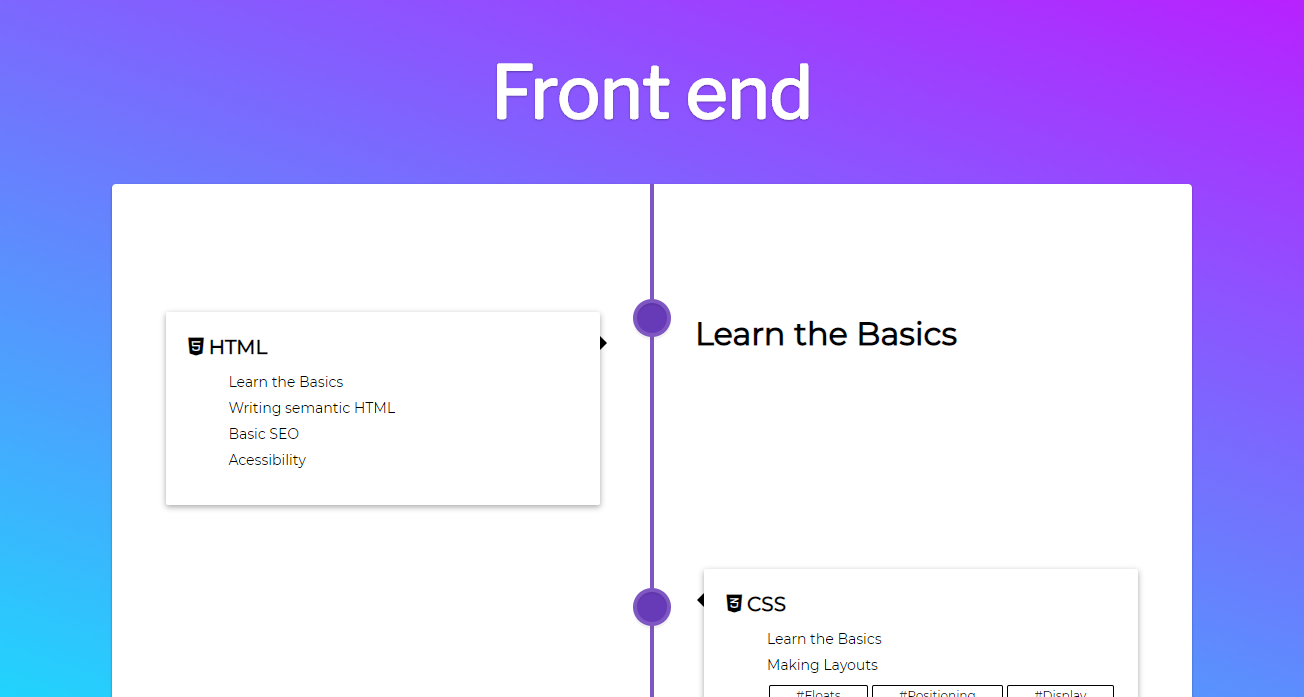 Front end
HTML
Learn the Basics
Writing semantic HTML
Basic SEO
Acessibility
Learn the Basics
CSS
Learn the Basics
Making Layouts
#Floats #Positioning #Display